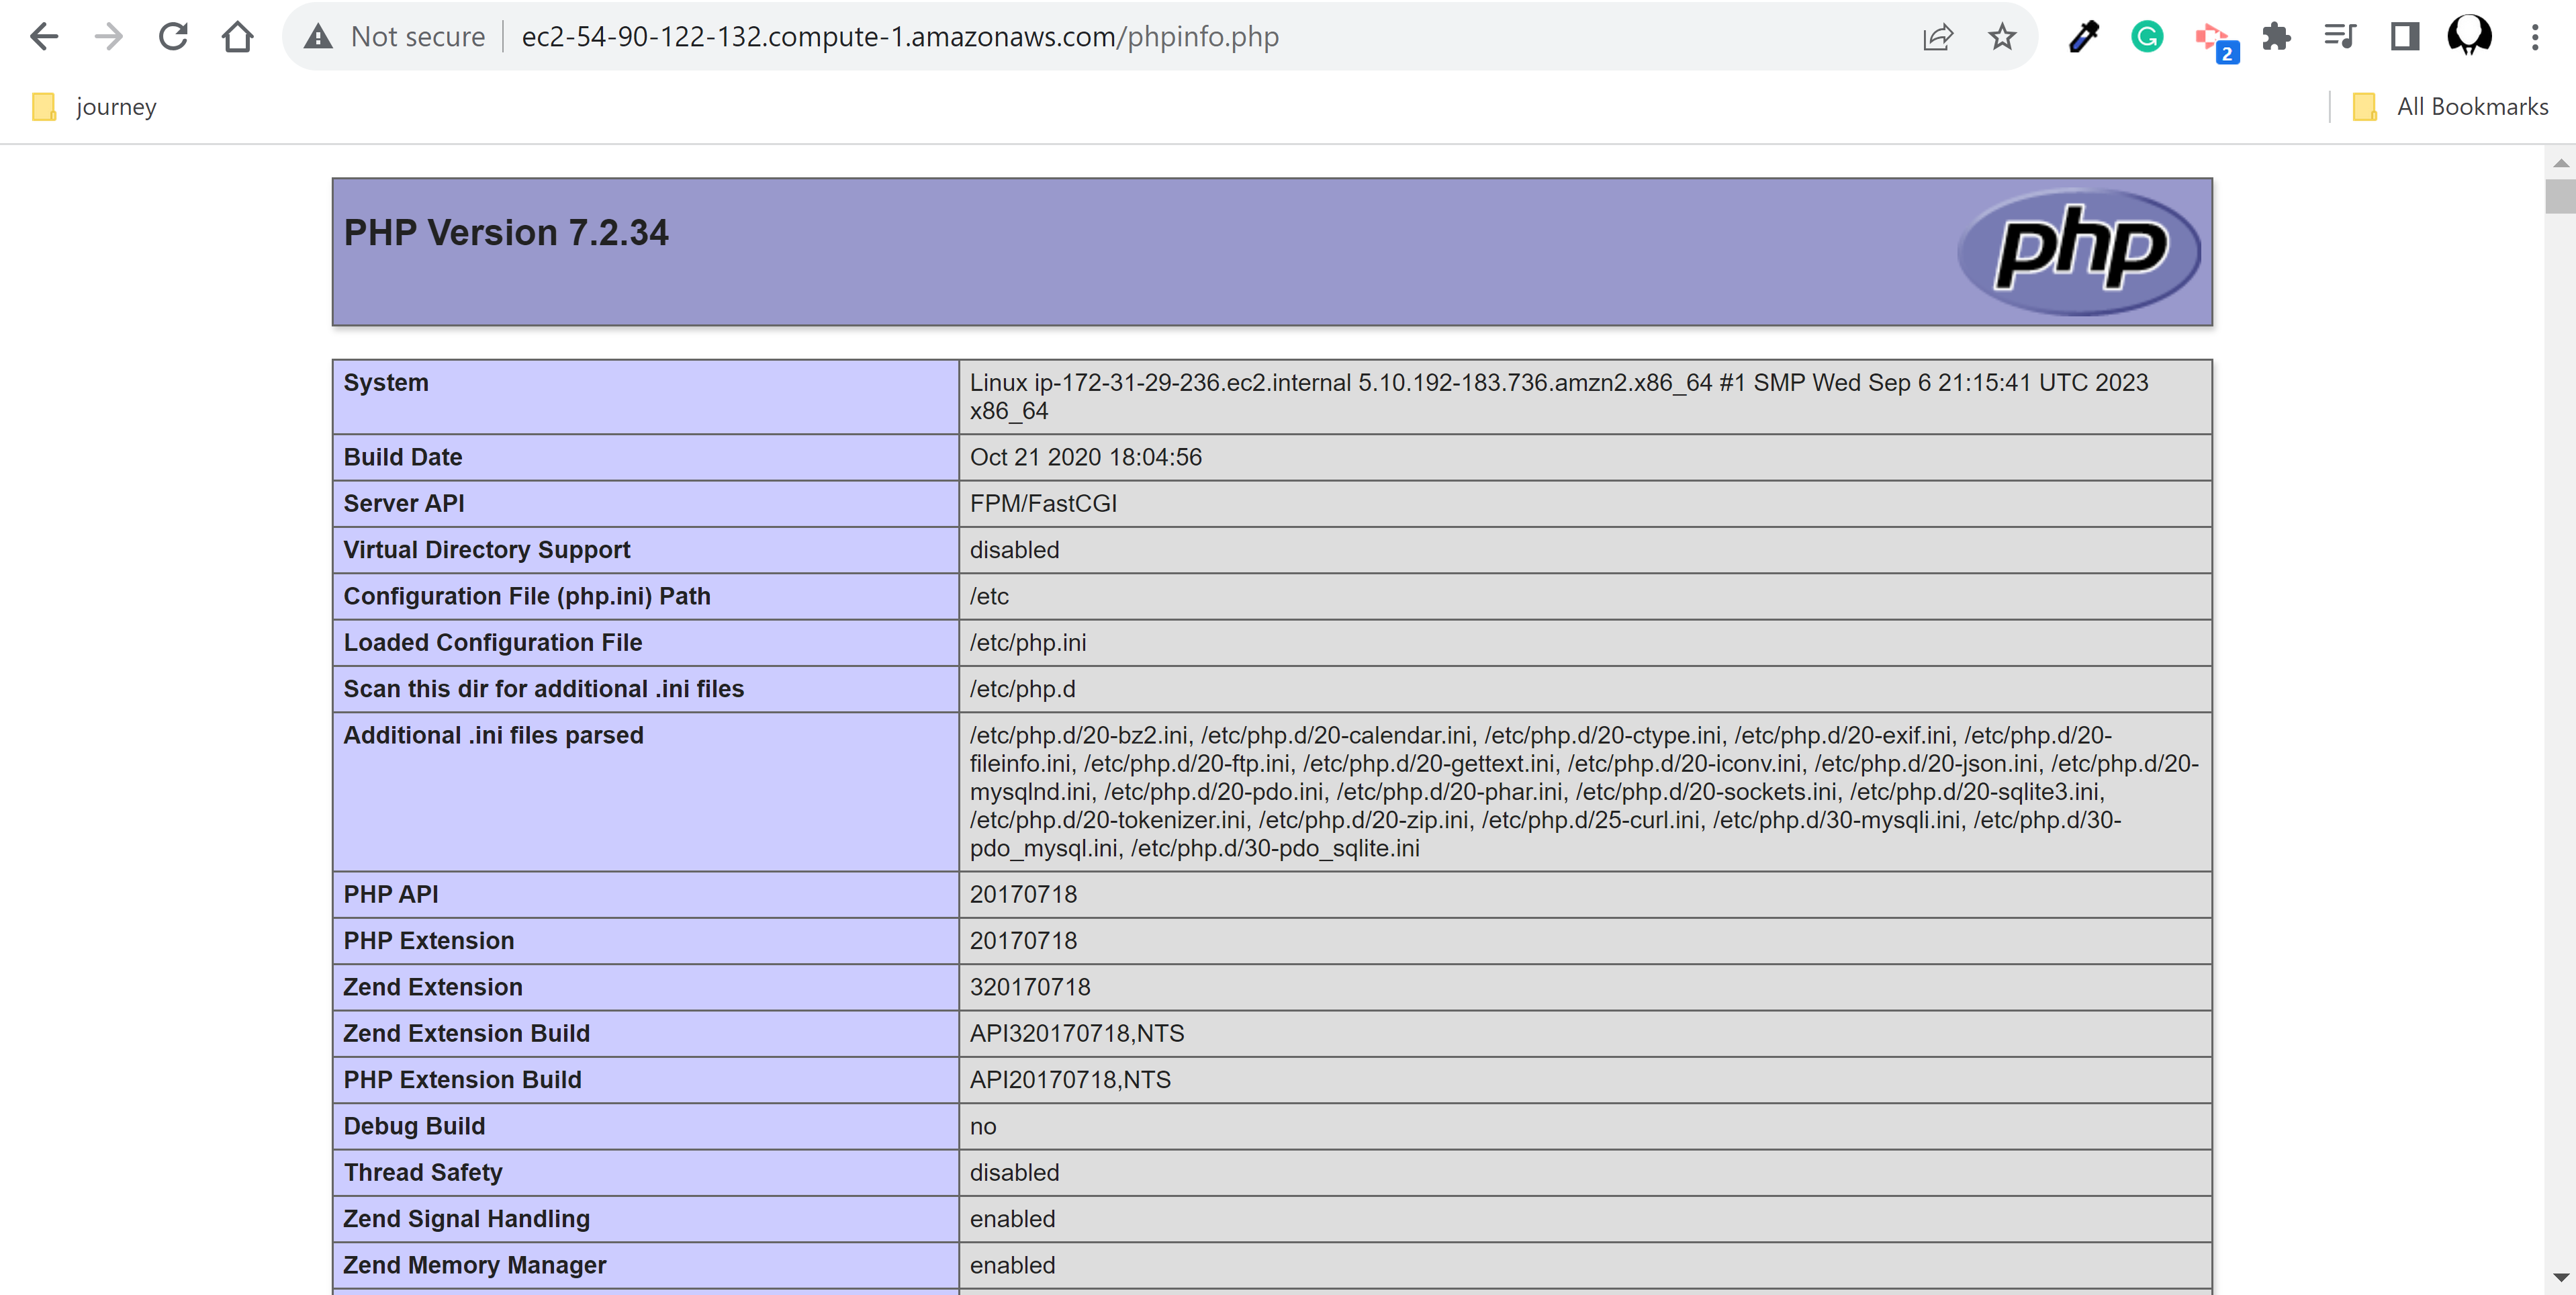 Not secure ec2-54-90-122-132.compute-1.amazonaws.com/phpinfo.php
2
journey
All Bookmarks
PHP Version 7.2.34
php
System Linux ip-172-31-29-236.ec2.internal 5.10.192-183.736.amzn2.x86_64 #1 SMP Wed Sep 6 21:15:41 UTC 2023
x86_64
Build Date Oct 21 2020 18:04:56
Server API FPM/FastCGI
Virtual Directory Support disabled
Configuration File (php.ini) Path /etc
Loaded Configuration File /etc/php.ini
Scan this dir for additional .ini files /etc/php.d
Additional .ini files parsed /etc/php.d/20-bz2.ini, /etc/php.d/20-calendar.ini, /etc/php.d/20-ctype.ini, /etc/php.d/20-exif.ini, /etc/php.d/20-
fileinfo.ini, /etc/php.d/20-ftp.ini, /etc/php.d/20-gettext.ini, /etc/php.d/20-iconv.ini, /etc/php.d/20-json.ini, /etc/php.d/20-
mysqlnd.ini, /etc/php.d/20-pdo.ini, /etc/php.d/20-phar.ini, /etc/php.d/20-sockets.ini, /etc/php.d/20-sqlite3.ini,
/etc/php.d/20-tokenizer.ini, /etc/php.d/20-zip.ini, /etc/php.d/25-curl.ini, /etc/php.d/30-mysqli.ini, /etc/php.d/30-
pdo_mysql.ini, /etc/php.d/30-pdo_sqlite.ini
PHP API 20170718
PHP Extension 20170718
Zend Extension 320170718
Zend Extension Build API320170718,NTS
PHP Extension Build API20170718,NTS
Debug Build no
Thread Safety disabled
Zend Signal Handling enabled
Zend Memory Manager enabled